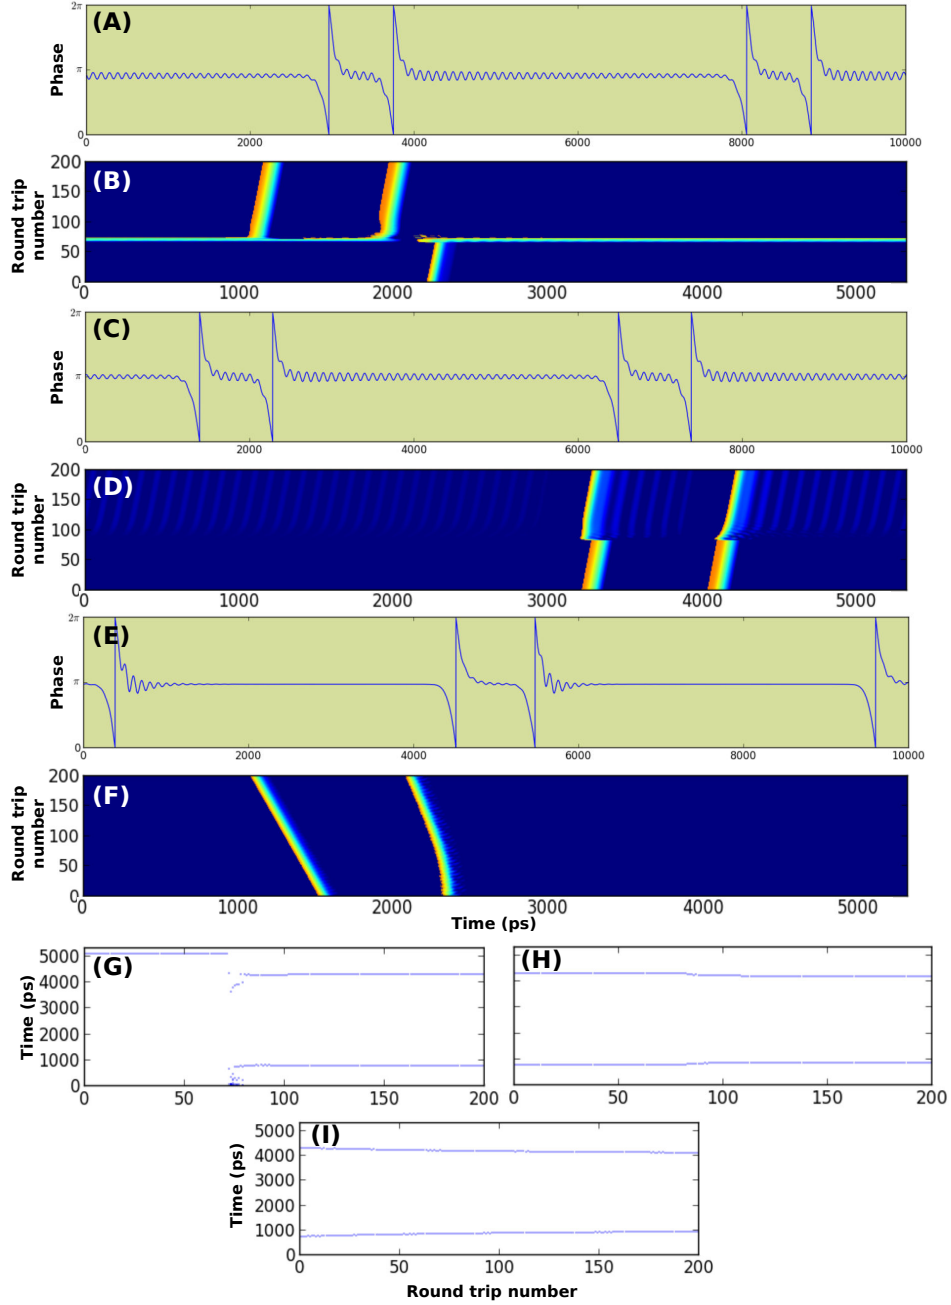 (A)
Phase
2π
π
0
0 2000 4000 6000 8000 10000
(B)
Round trip
number
200
150
100
50
0
0 1000 2000 3000 4000 5000
(C)
Phase
2π
π
0
0 2000 4000 6000 8000 10000
(D)
Round trip
number
200
150
100
50
0
0 1000 2000 3000 4000 5000
(E)
Phase
2π
π
0
0 2000 4000 6000 8000 10000
(F)
Round trip
number
200
150
100
50
0
0 1000 2000 3000 4000 5000
Time (ps)
(G)
Time (ps)
5000
4000
3000
2000
1000
0
0 50 100 150 200
(H)
0 50 100 150 200
(I)
Time (ps)
5000
4000
3000
2000
1000
0
0 50 100 150 200
Round trip number